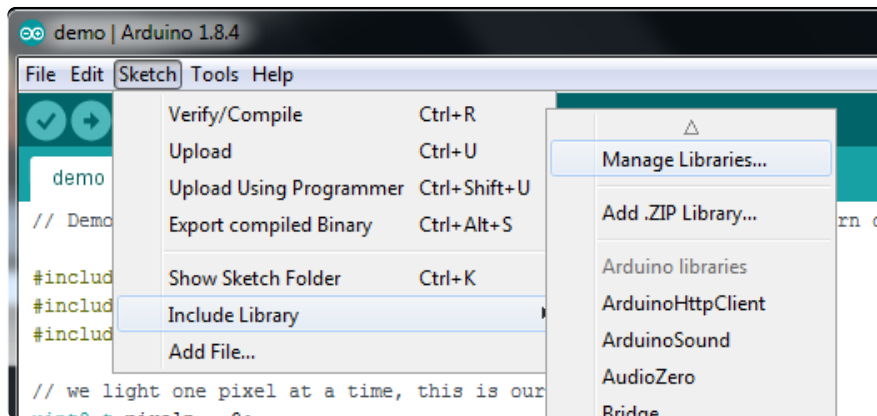 demo | Arduino 1.8.4
File Edit Sketch Tools Help
Verify/Compile Ctrl+R
Upload Ctrl+U
Upload Using Programmer Ctrl+Shift+U
Export compiled Binary Ctrl+Alt+S
Show Sketch Folder Ctrl+K
Include Library
Add File...
Manage Libraries...
Add .ZIP Library...
Arduino libraries
ArduinoHttpClient
ArduinoSound
AudioZero
Bridge
demo
// Demo
rn
#includ
#includ
#includ
// we light one pixel at a time, this is our